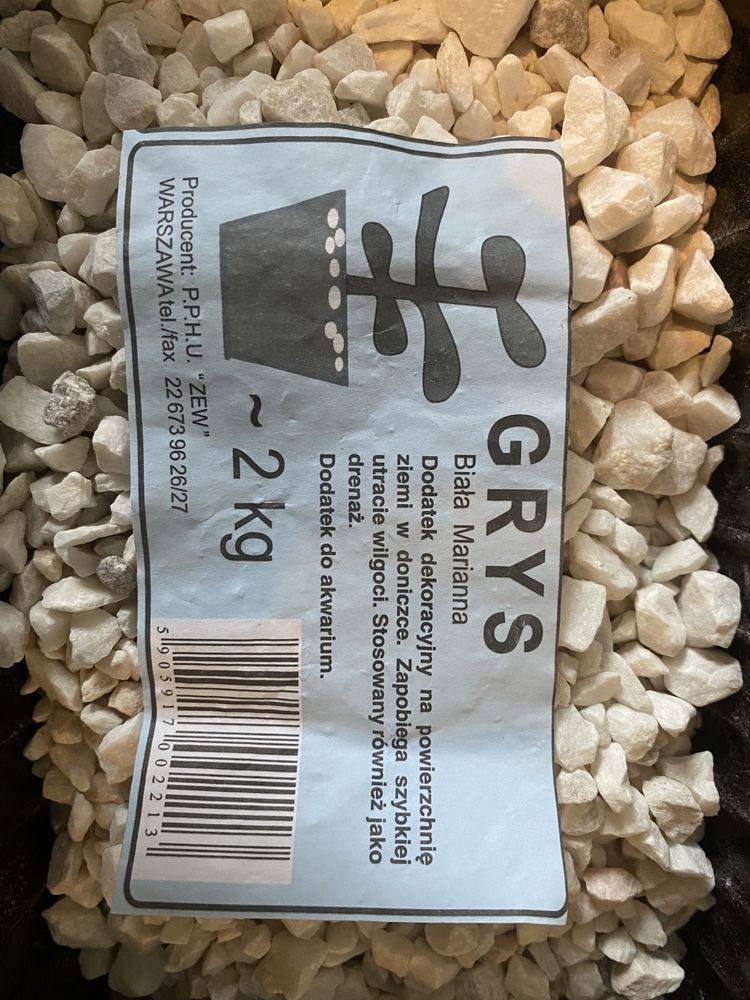 GRYS
Biała Marianna
Dodatek dekoracyjny na powierzchnię
ziemi w doniczce. Zapobiega szybkiej
utracie wilgoci. Stosowany również jako
drenaż.
Dodatek do akwarium.
~ 2 kg
Producent: P.P.H.U. "ZEW"
WARSZAWA tel./fax 22 673 96 26/27
5 905917 002213